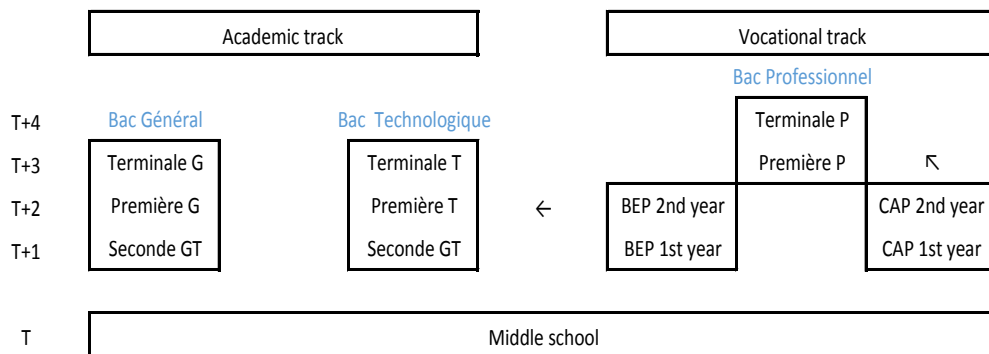 Academic track Vocational track
Bac Professionnel
T+4 Bac Général Bac Technologique Terminale P
T+3 Terminale G Terminale T Première P ↖
T+2 Première G Première T ← BEP 2nd year CAP 2nd year
T+1 Seconde GT Seconde GT BEP 1st year CAP 1st year
T Middle school